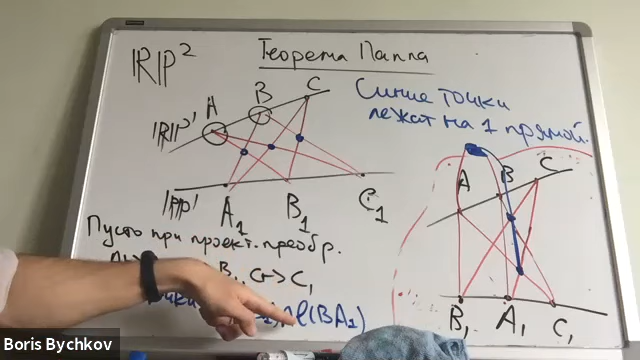 RP²
Теорема Паппа
A B C
Синие точки
лежат на 1 прямой.
RP¹
RP¹
A₁ B₁ C₁
A B C
B₁ A₁ C₁
Пусть при проект. преобр.
B₁, C↦C₁
l(BA₁)
Boris Bychkov